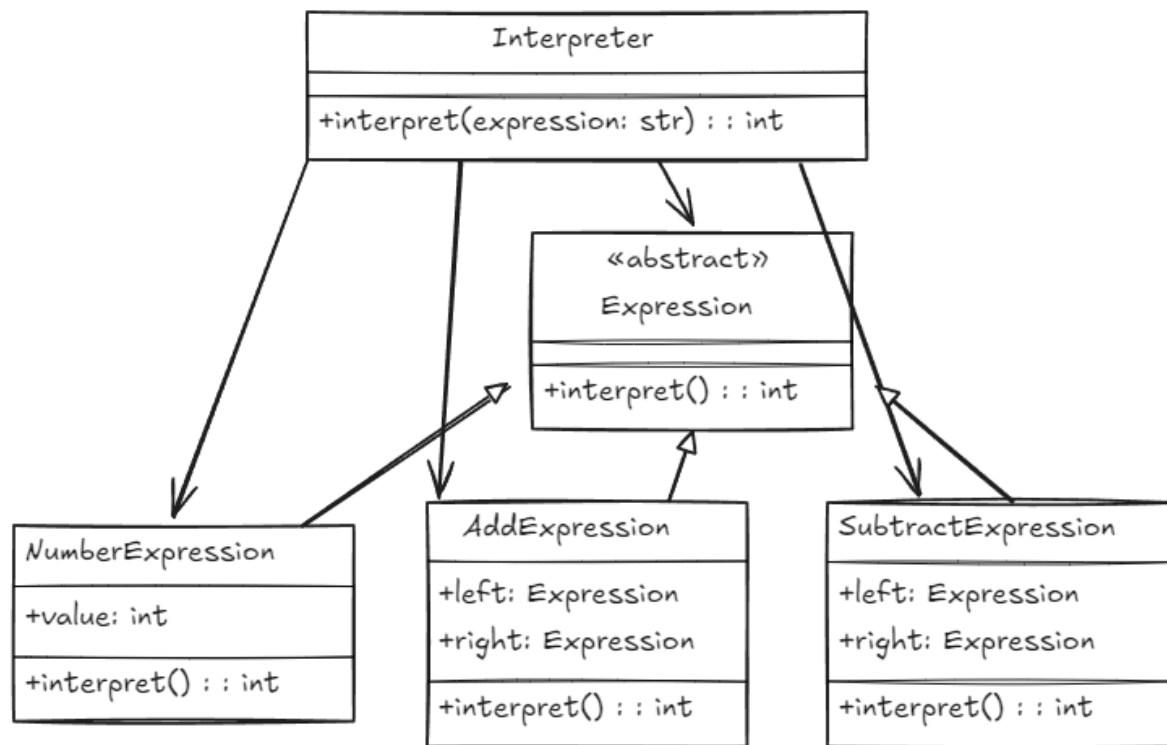 Interpreter
+interpret(expression: str) : : int
«abstract»
Expression
+interpret() : : int
NumberExpression
+value: int
+interpret() : : int
AddExpression
+left: Expression
+right: Expression
+interpret() : : int
SubtractExpression
+left: Expression
+right: Expression
+interpret() : : int